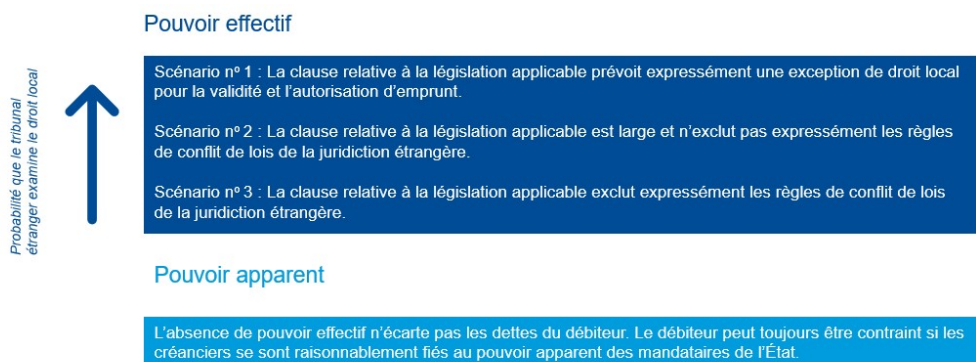 Pouvoir effectif
Probabilité que le tribunal
étranger examine le droit local
Scénario nº 1 : La clause relative à la législation applicable prévoit expressément une exception de droit local
pour la validité et l’autorisation d’emprunt.
Scénario nº 2 : La clause relative à la législation applicable est large et n’exclut pas expressément les règles
de conflit de lois de la juridiction étrangère.
Scénario nº 3 : La clause relative à la législation applicable exclut expressément les règles de conflit de lois
de la juridiction étrangère.
Pouvoir apparent
L’absence de pouvoir effectif n’écarte pas les dettes du débiteur. Le débiteur peut toujours être contraint si les
créanciers se sont raisonnablement fiés au pouvoir apparent des mandataires de l’État.